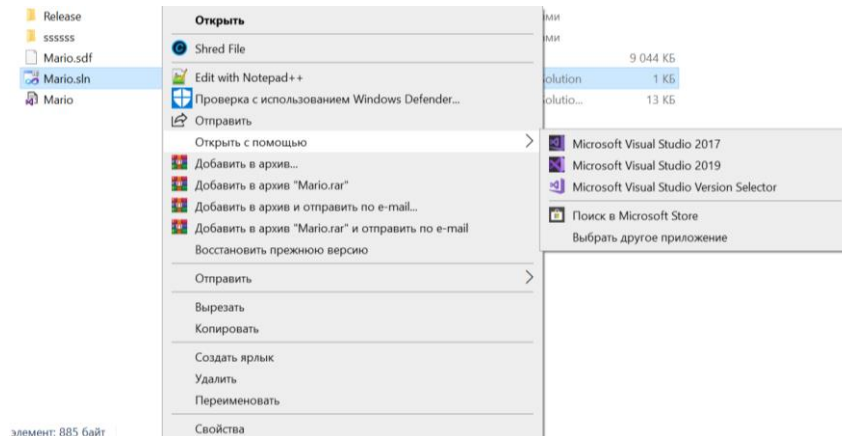 Release
ssssss
Mario.sdf
Mario.sln
Mario
ми
ми
9 044 КБ
olution 1 КБ
olutio... 13 КБ
Открыть
Shred File
Edit with Notepad++
Проверка с использованием Windows Defender...
Отправить
Открыть с помощью
Добавить в архив...
Добавить в архив "Mario.rar"
Добавить в архив и отправить по e-mail...
Добавить в архив "Mario.rar" и отправить по e-mail
Восстановить прежнюю версию
Отправить
Вырезать
Копировать
Создать ярлык
Удалить
Переименовать
Свойства
Microsoft Visual Studio 2017
Microsoft Visual Studio 2019
Microsoft Visual Studio Version Selector
Поиск в Microsoft Store
Выбрать другое приложение
элемент: 885 байт